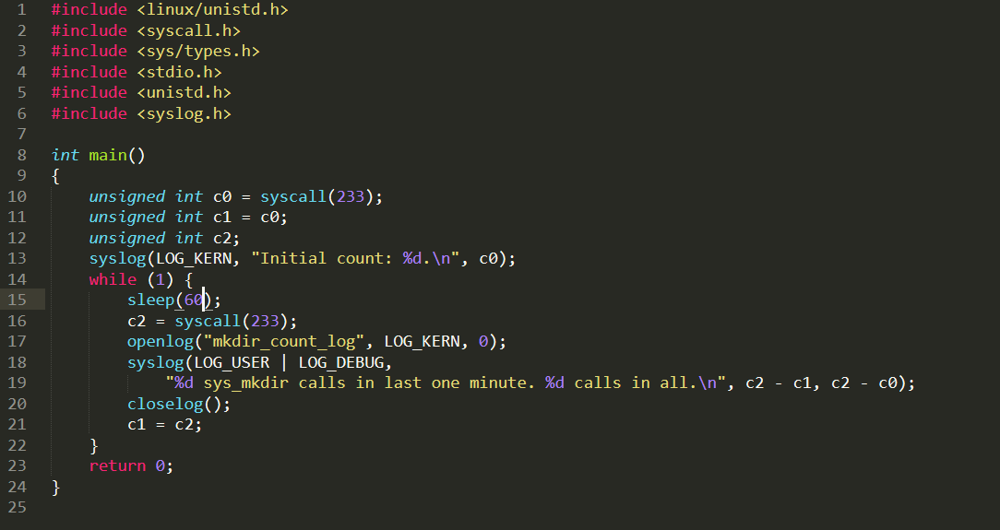 1 #include <linux/unistd.h>
2 #include <syscall.h>
3 #include <sys/types.h>
4 #include <stdio.h>
5 #include <unistd.h>
6 #include <syslog.h>
7
8 int main()
9 {
10     unsigned int c0 = syscall(233);
11     unsigned int c1 = c0;
12     unsigned int c2;
13     syslog(LOG_KERN, "Initial count: %d.\n", c0);
14     while (1) {
15         sleep(60);
16         c2 = syscall(233);
17         openlog("mkdir_count_log", LOG_KERN, 0);
18         syslog(LOG_USER | LOG_DEBUG,
19             "%d sys_mkdir calls in last one minute. %d calls in all.\n", c2 - c1, c2 - c0);
20         closelog();
21         c1 = c2;
22     }
23     return 0;
24 }
25